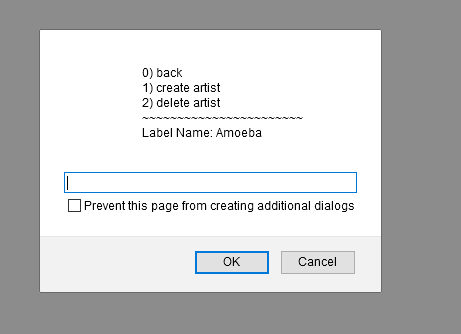 0) back
1) create artist
2) delete artist
~~~~~~~~~~~~~~~~~~~~~~~
Label Name: Amoeba
Prevent this page from creating additional dialogs
OK Cancel